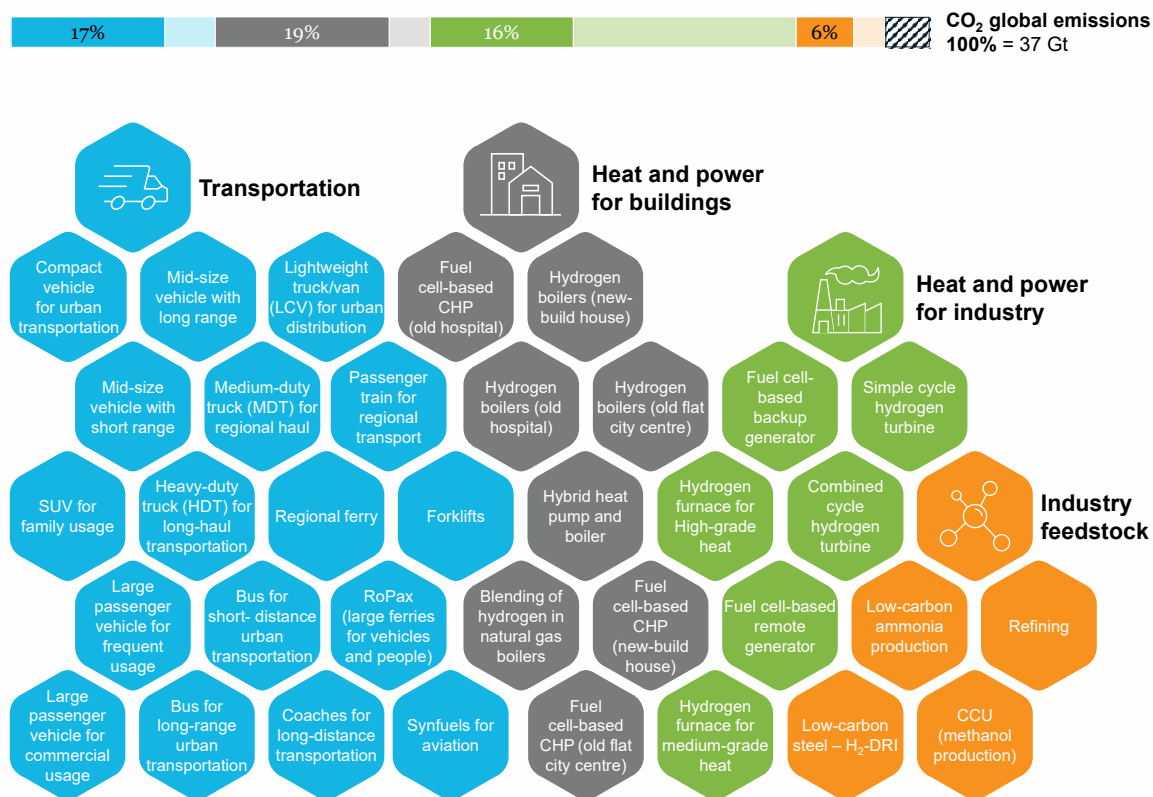 17%
19%
16%
6%
CO₂ global emissions
100% = 37 Gt
Transportation
Heat and power
for buildings
Heat and power
for industry
Industry
feedstock
Compact
vehicle
for urban
transportation
Mid-size
vehicle with
long range
Lightweight
truck/van
(LCV) for urban
distribution
Fuel
cell-based
CHP
(old hospital)
Hydrogen
boilers (new-
build house)
Mid-size
vehicle with
short range
Medium-duty
truck (MDT) for
regional haul
Passenger
train for
regional
transport
Hydrogen
boilers (old
hospital)
Hydrogen
boilers (old flat
city centre)
Fuel cell-
based
backup
generator
Simple cycle
hydrogen
turbine
SUV for
family usage
Heavy-duty
truck (HDT) for
long-haul
transportation
Regional ferry
Forklifts
Hybrid heat
pump and
boiler
Hydrogen
furnace for
High-grade
heat
Combined
cycle
hydrogen
turbine
Large
passenger
vehicle for
frequent
usage
Bus for
short- distance
urban
transportation
RoPax
(large ferries
for vehicles
and people)
Blending of
hydrogen in
natural gas
boilers
Fuel
cell-based
CHP
(new-build
house)
Fuel cell-based
remote
generator
Low-carbon
ammonia
production
Refining
Large
passenger
vehicle for
commercial
usage
Bus for
long-range
urban
transportation
Coaches for
long-distance
transportation
Synfuels for
aviation
Fuel
cell-based
CHP (old flat
city centre)
Hydrogen
furnace for
medium-grade
heat
Low-carbon
steel – H₂-DRI
CCU
(methanol
production)